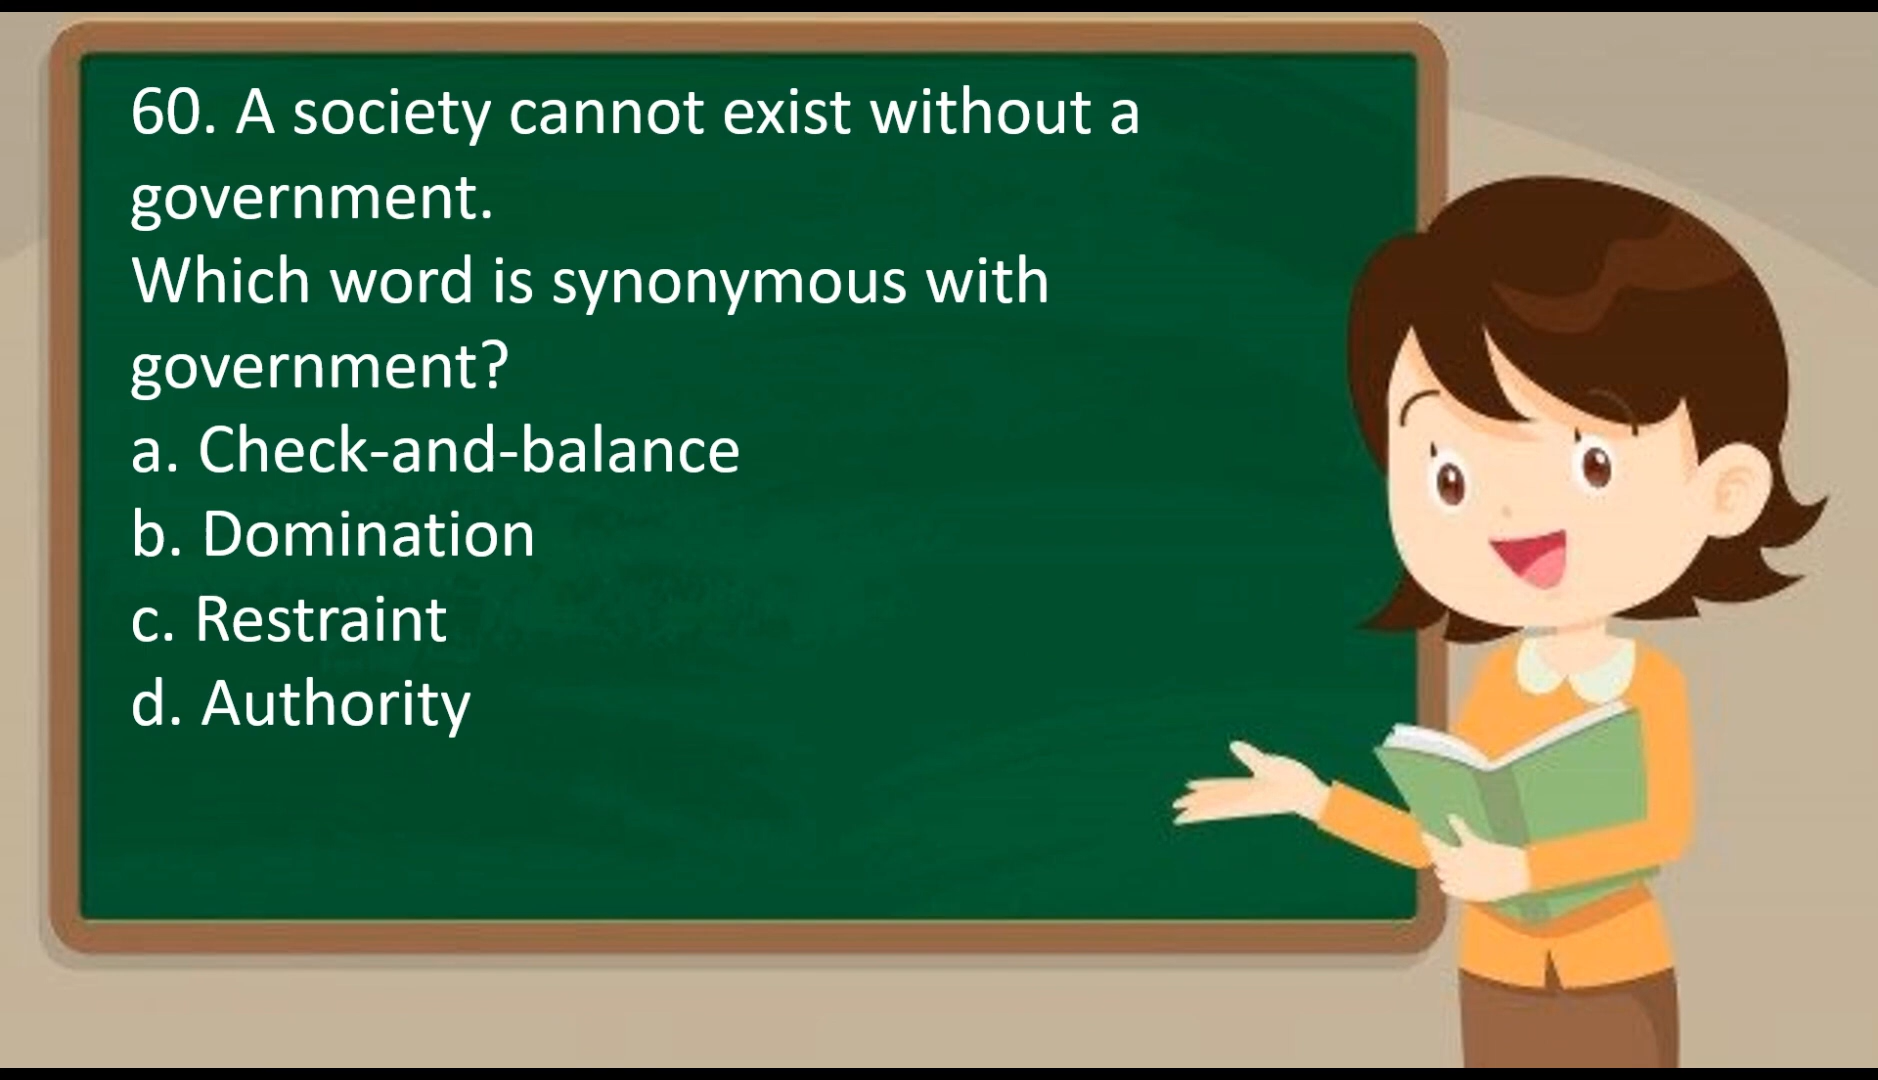 60. A society cannot exist without a
government.
Which word is synonymous with
government?
a. Check-and-balance
b. Domination
c. Restraint
d. Authority